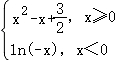 x²-x+3/2, x≥0
ln(-x), x<0